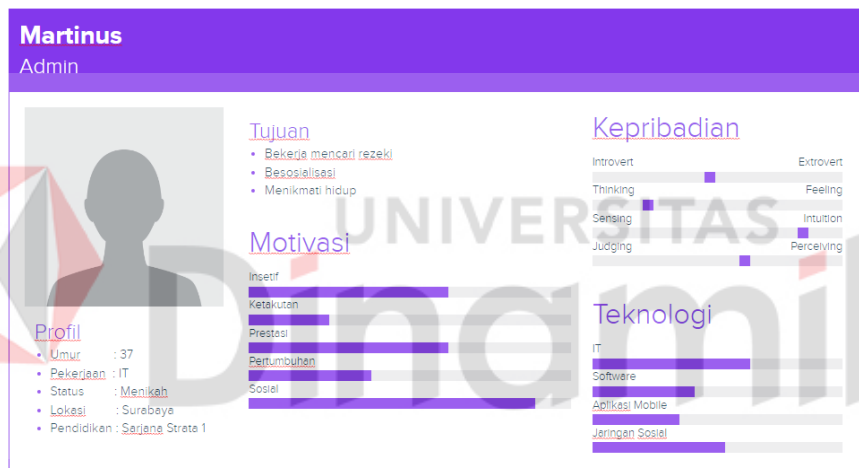 Martinus
Admin
Profil
Umur : 37
Pekerjaan : IT
Status : Menikah
Lokasi : Surabaya
Pendidikan : Sarjana Strata 1
Tujuan
Bekerja mencari rezeki
Besosialisasi
Menikmati hidup
Motivasi
Insetif
Ketakutan
Prestasi
Pertumbuhan
Sosial
Kepribadian
Introvert Extrovert
Thinking Feeling
Sensing Intuition
Judging Perceiving
Teknologi
IT
Software
Aplikasi Mobile
Jaringan Sosial
UNIVERSITAS
Dinami